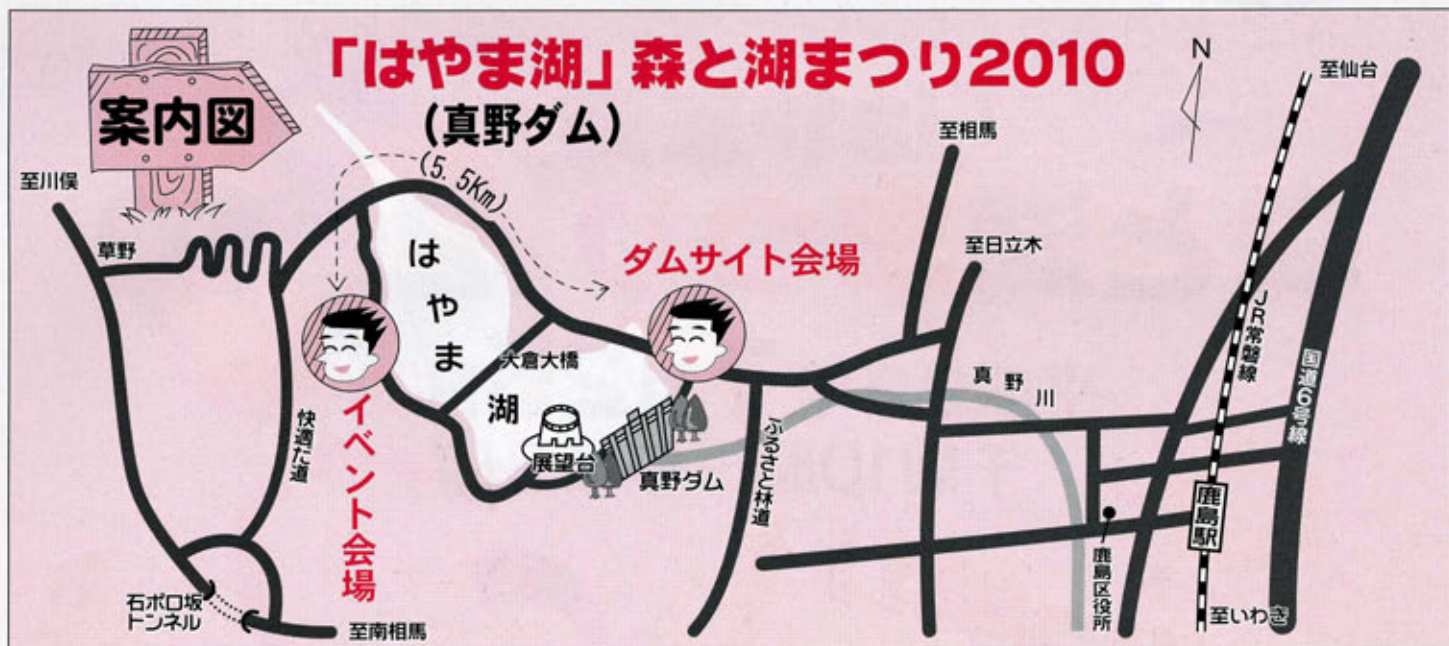 案内図
「はやま湖」森と湖まつり2010
(真野ダム)
N
至仙台
至相馬
至川俣
(5.5Km)
草野
至日立木
ダムサイト会場
はやま湖
大倉大橋
JR常磐線
国道6号線
真野川
イベント会場
快適だ道
展望台
真野ダム
ふるさと林道
鹿島駅
鹿島区役所
石ポロ坂
トンネル
至南相馬
至いわき